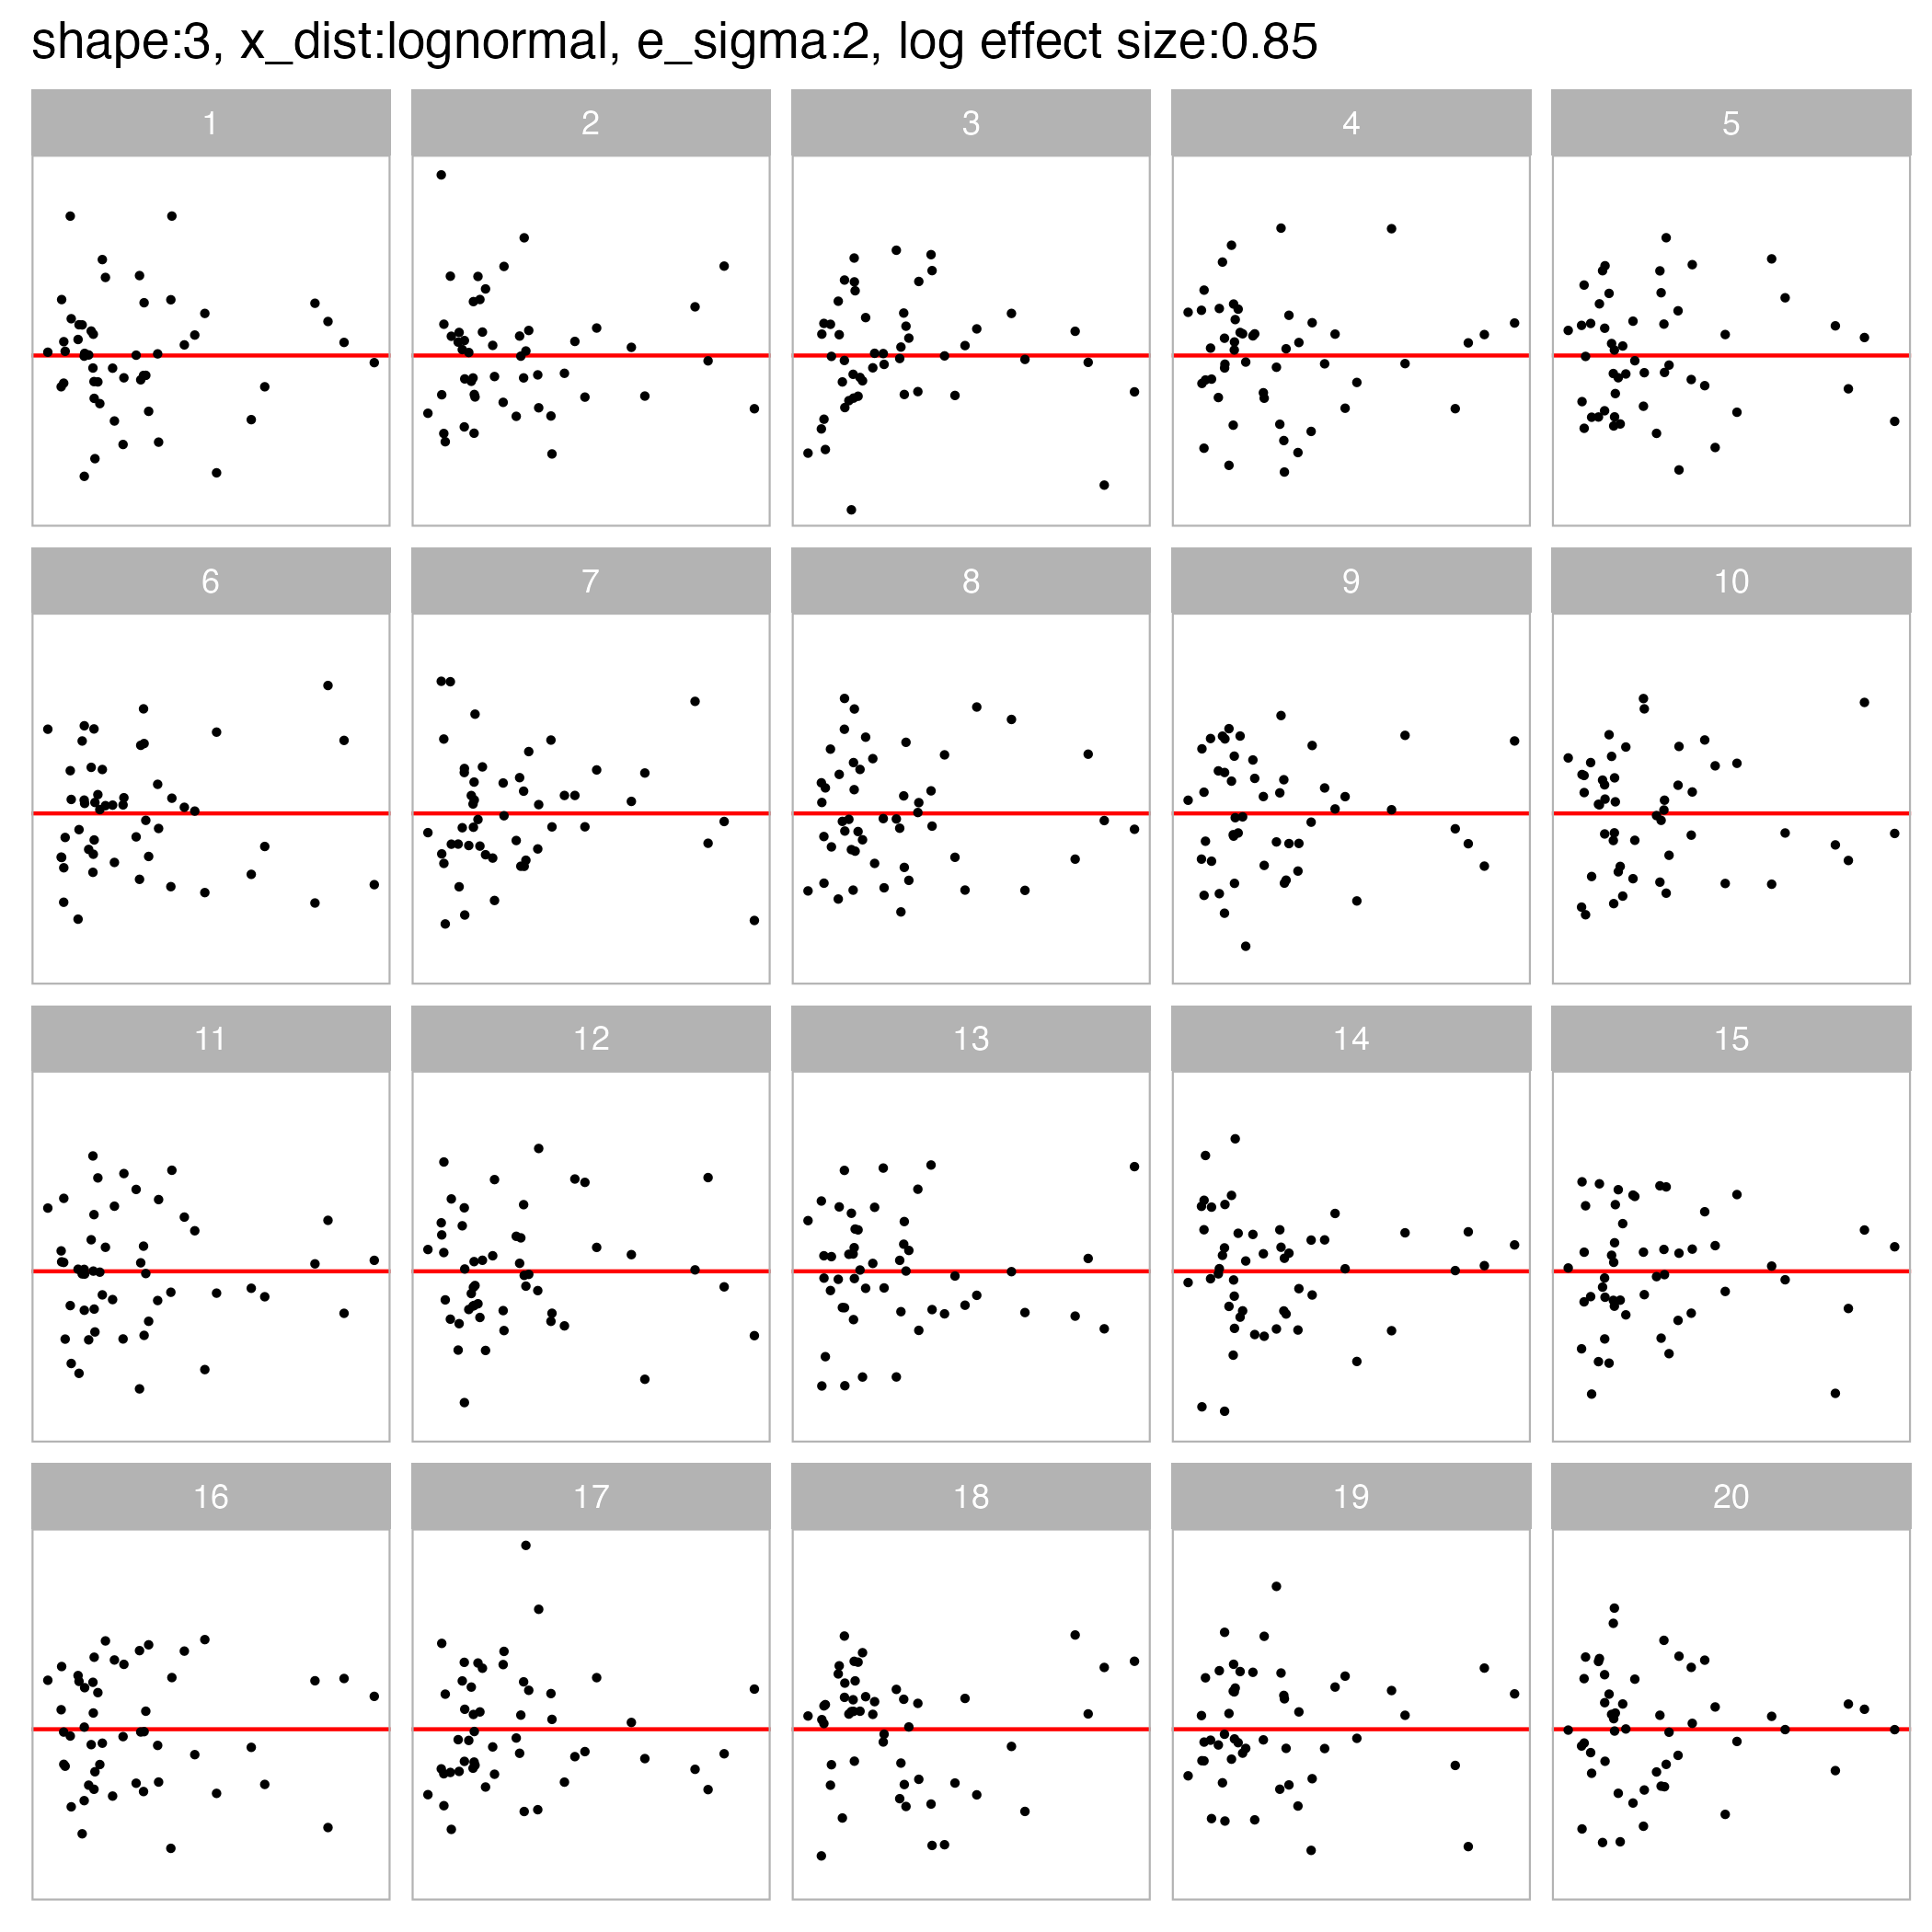 shape:3, x_dist:lognormal, e_sigma:2, log effect size:0.85
1 2 3 4 5
6 7 8 9 10
11 12 13 14 15
16 17 18 19 20